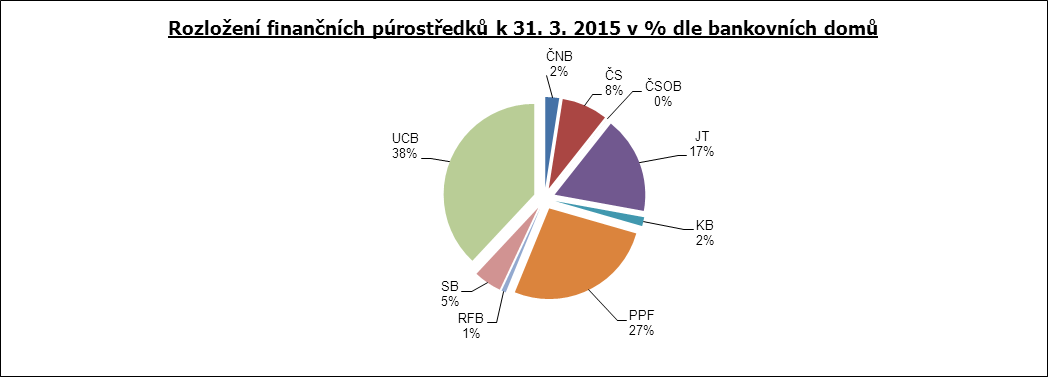 Rozložení finančních púrostředků k 31. 3. 2015 v % dle bankovních domů
ČNB
2%
ČS
8%
ČSOB
0%
JT
17%
KB
2%
PPF
27%
RFB
1%
SB
5%
UCB
38%